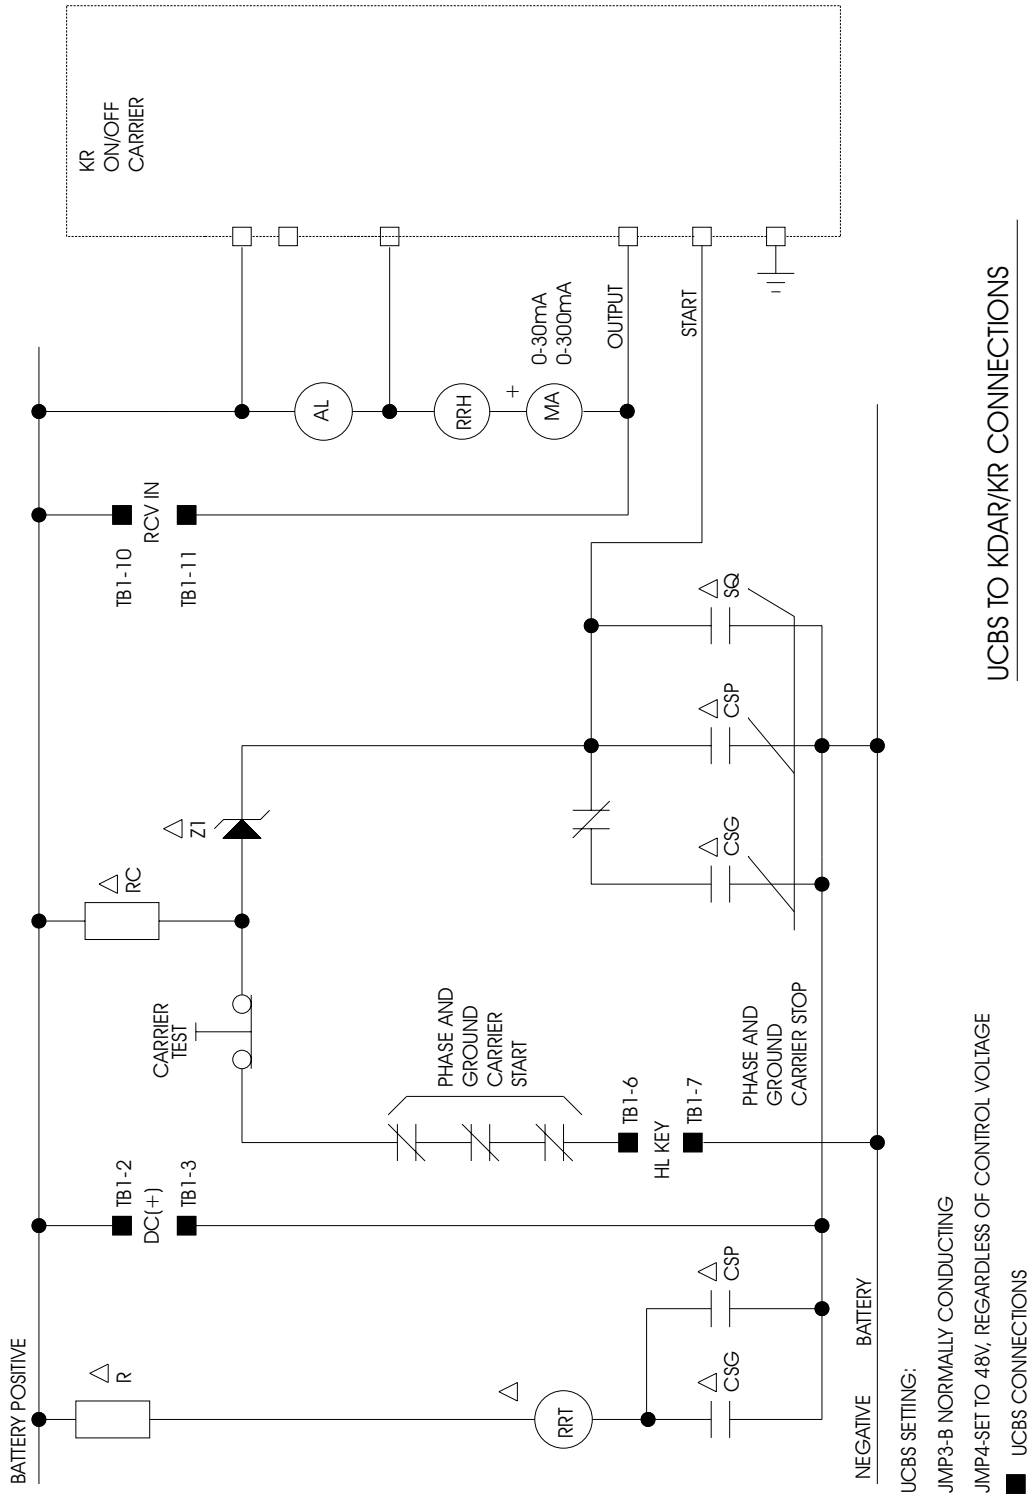 BATTERY POSITIVE
R
RRT
CSG
CSP
TB1-2
DC(+)
TB1-3
CARRIER
TEST
PHASE AND
GROUND
CARRIER
START
TB1-6
HL KEY
TB1-7
RC
Z1
PHASE AND
GROUND
CARRIER STOP
CSG
CSP
SQ
TB1-10
RCV IN
TB1-11
AL
RRH
+
MA
0-30mA
0-300mA
OUTPUT
START
KR
ON/OFF
CARRIER
NEGATIVE BATTERY
UCBS SETTING:
JMP3-B NORMALLY CONDUCTING
JMP4-SET TO 48V, REGARDLESS OF CONTROL VOLTAGE
UCBS CONNECTIONS
UCBS TO KDAR/KR CONNECTIONS